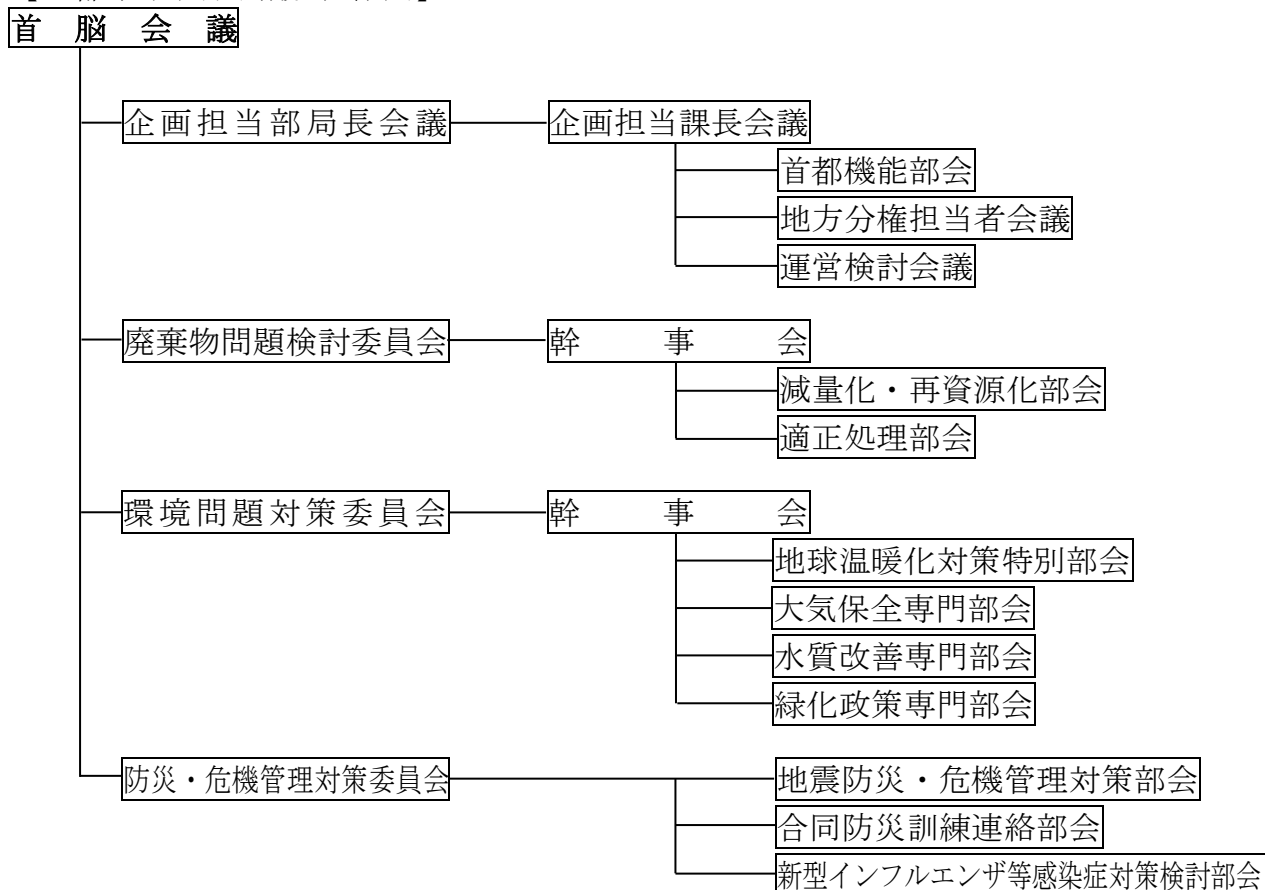 首脳会議
企画担当部局長会議 企画担当課長会議
首都機能部会
地方分権担当者会議
運営検討会議
廃棄物問題検討委員会 幹事会
減量化・再資源化部会
適正処理部会
環境問題対策委員会 幹事会
地球温暖化対策特別部会
大気保全専門部会
水質改善専門部会
緑化政策専門部会
防災・危機管理対策委員会 地震防災・危機管理対策部会
合同防災訓練連絡部会
新型インフルエンザ等感染症対策検討部会